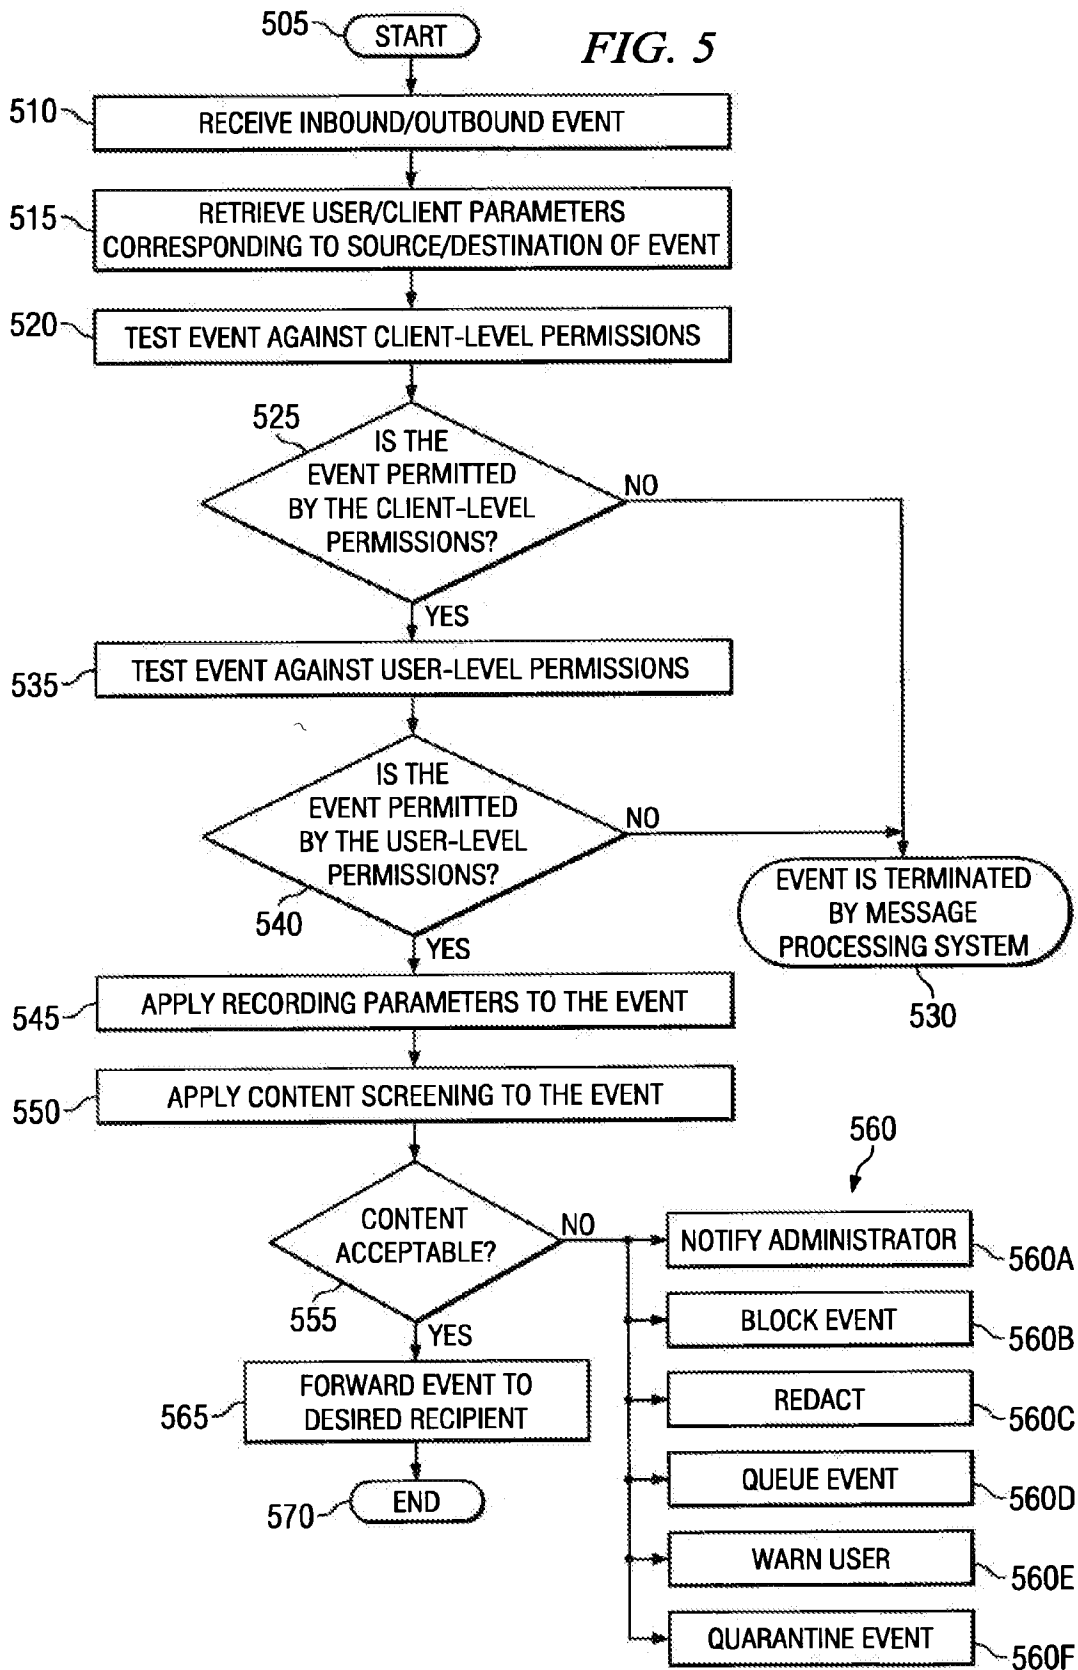 505
START
FIG. 5
510
RECEIVE INBOUND/OUTBOUND EVENT
515
RETRIEVE USER/CLIENT PARAMETERS
CORRESPONDING TO SOURCE/DESTINATION OF EVENT
520
TEST EVENT AGAINST CLIENT-LEVEL PERMISSIONS
525
IS THE
EVENT PERMITTED
BY THE CLIENT-LEVEL
PERMISSIONS?
NO
YES
535
TEST EVENT AGAINST USER-LEVEL PERMISSIONS
IS THE
EVENT PERMITTED
BY THE USER-LEVEL
PERMISSIONS?
NO
540
YES
EVENT IS TERMINATED
BY MESSAGE
PROCESSING SYSTEM
530
545
APPLY RECORDING PARAMETERS TO THE EVENT
550
APPLY CONTENT SCREENING TO THE EVENT
560
CONTENT
ACCEPTABLE?
NO
555
YES
NOTIFY ADMINISTRATOR
560A
BLOCK EVENT
560B
REDACT
560C
QUEUE EVENT
560D
WARN USER
560E
QUARANTINE EVENT
560F
565
FORWARD EVENT TO
DESIRED RECIPIENT
570
END